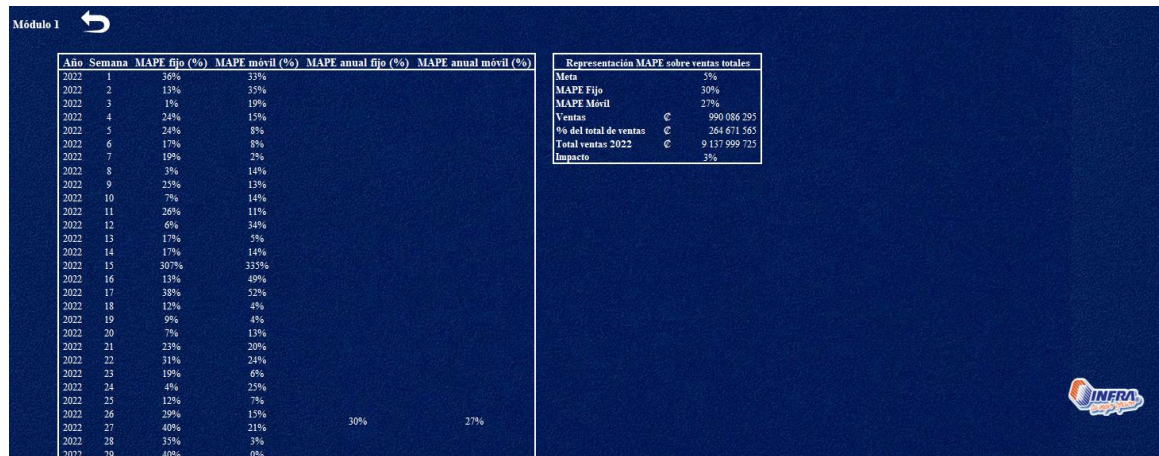 Módulo 1
Año Semana MAPE fijo (%) MAPE móvil (%) MAPE anual fijo (%) MAPE anual móvil (%)
2022 1 36% 33%
2022 2 13% 35%
2022 3 1% 19%
2022 4 24% 15%
2022 5 24% 8%
2022 6 17% 8%
2022 7 19% 2%
2022 8 3% 14%
2022 9 25% 13%
2022 10 7% 14%
2022 11 26% 11%
2022 12 6% 34%
2022 13 17% 5%
2022 14 17% 14%
2022 15 307% 335%
2022 16 13% 49%
2022 17 38% 52%
2022 18 12% 4%
2022 19 9% 4%
2022 20 7% 13%
2022 21 23% 20%
2022 22 31% 24%
2022 23 19% 6%
2022 24 4% 25%
2022 25 12% 7%
2022 26 29% 15%
30% 27%
2022 27 40% 21%
2022 28 35% 3%
2022 29 40% 0%
Representación MAPE sobre ventas totales
Meta 5%
MAPE Fijo 30%
MAPE Móvil 27%
Ventas ₡ 990 086 295
% del total de ventas ₡ 264 671 565
Total ventas 2022 ₡ 9 137 999 725
Impacto 3%
INFRA